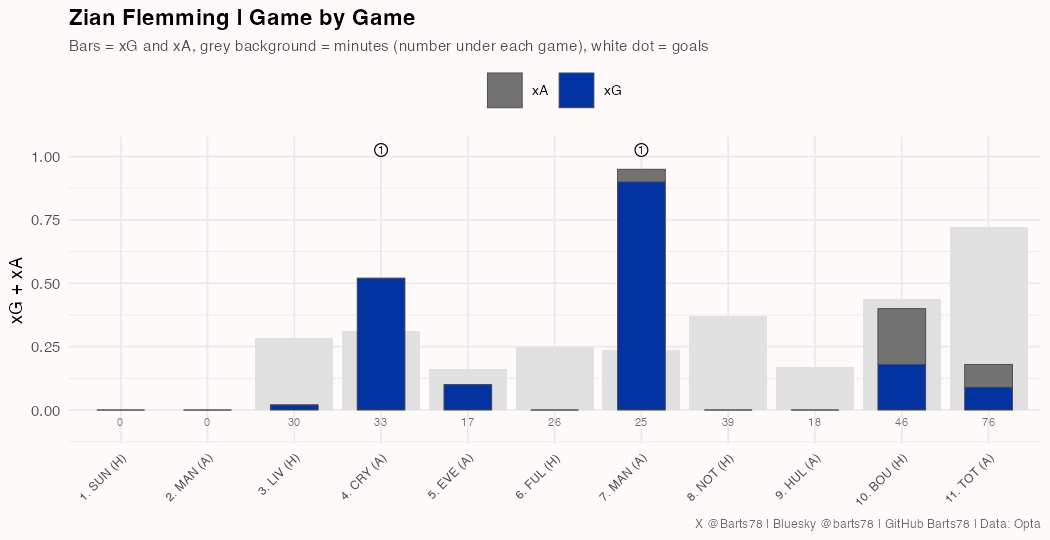 Zian Flemming | Game by Game
Bars = xG and xA, grey background = minutes (number under each game), white dot = goals
xA xG
1 1
1.00
0.75
0.50
0.25
0.00
xG + xA
0 0 30 33 17 26 25 39 18 46 76
1. SUN (H) 2. MAN (A) 3. LIV (H) 4. CRY (A) 5. EVE (A) 6. FUL (H) 7. MAN (A) 8. NOT (H) 9. HUL (A) 10. BOU (H) 11. TOT (A)
X @Barts78 | Bluesky @barts78 | GitHub Barts78 | Data: Opta